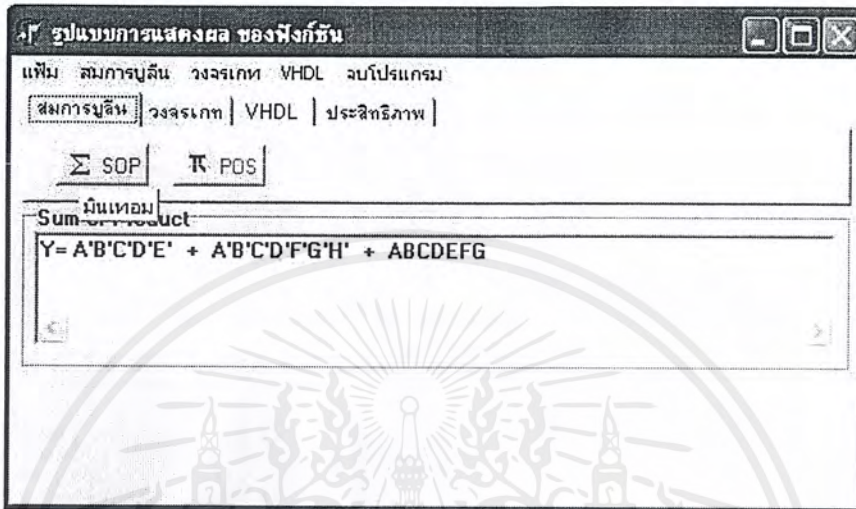 รูปแบบการแสดงผล ของฟังก์ชัน
แฟ้ม สมการบูลีน วงจรเกท VHDL จบโปรแกรม
สมการบูลีน วงจรเกท VHDL ประสิทธิภาพ
Σ SOP π POS
มินเทอม
Sum of Product
Y= A'B'C'D'E' + A'B'C'D'F'G'H' + ABCDEFG